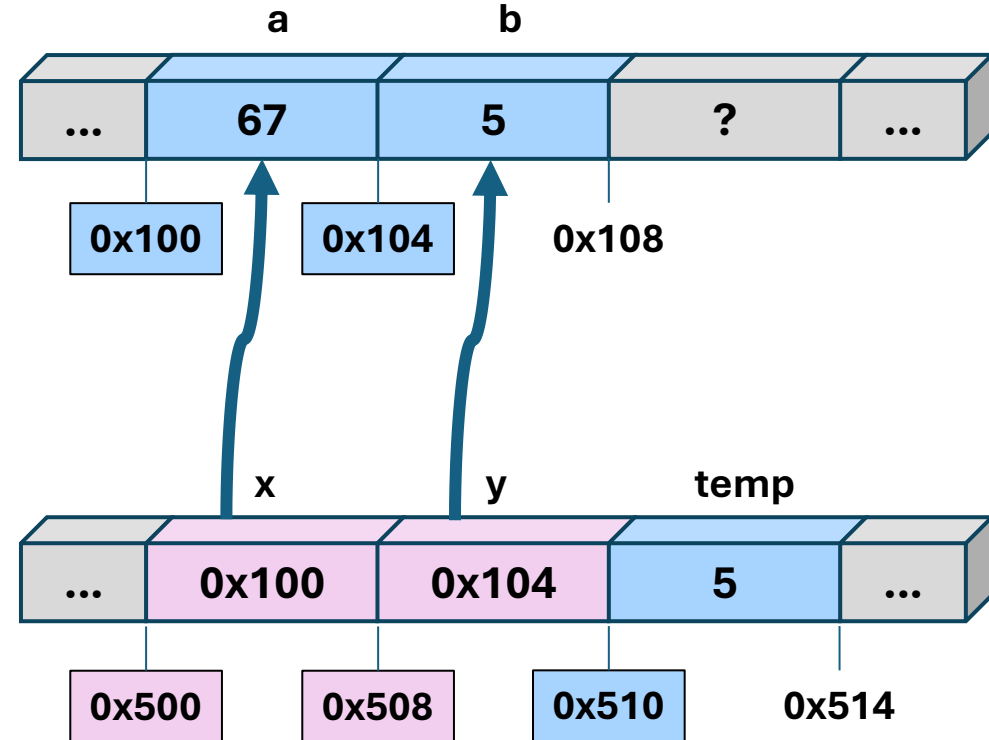 a b
... 67 5 ? ...
0x100 0x104 0x108
x y temp
... 0x100 0x104 5 ...
0x500 0x508 0x510 0x514